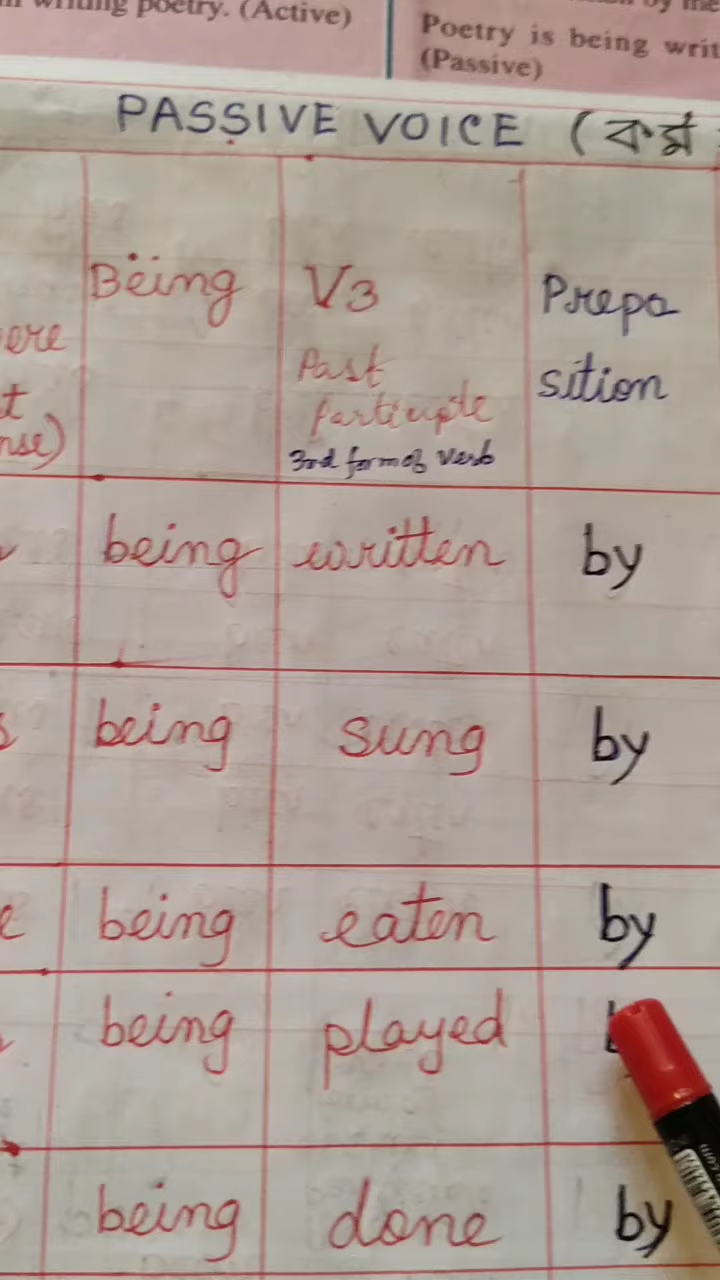 writing poetry. (Active)
Poetry is being writ
(Passive)
PASSIVE VOICE (কর্ম
Being V3 Prepo
ere Past sition
t Participle
nse) 3rd form of Verb
being written by
s being sung by
e being eaten by
being played
being done by